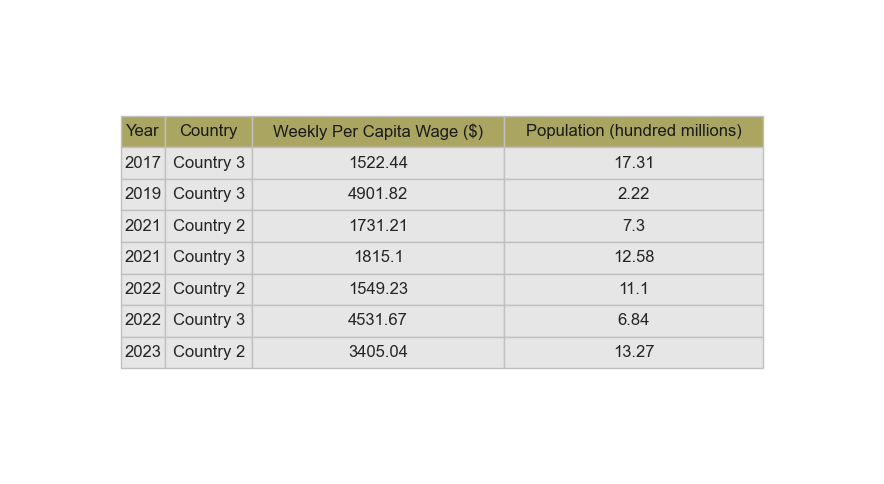 Year Country Weekly Per Capita Wage ($) Population (hundred millions)
2017 Country 3 1522.44 17.31
2019 Country 3 4901.82 2.22
2021 Country 2 1731.21 7.3
2021 Country 3 1815.1 12.58
2022 Country 2 1549.23 11.1
2022 Country 3 4531.67 6.84
2023 Country 2 3405.04 13.27